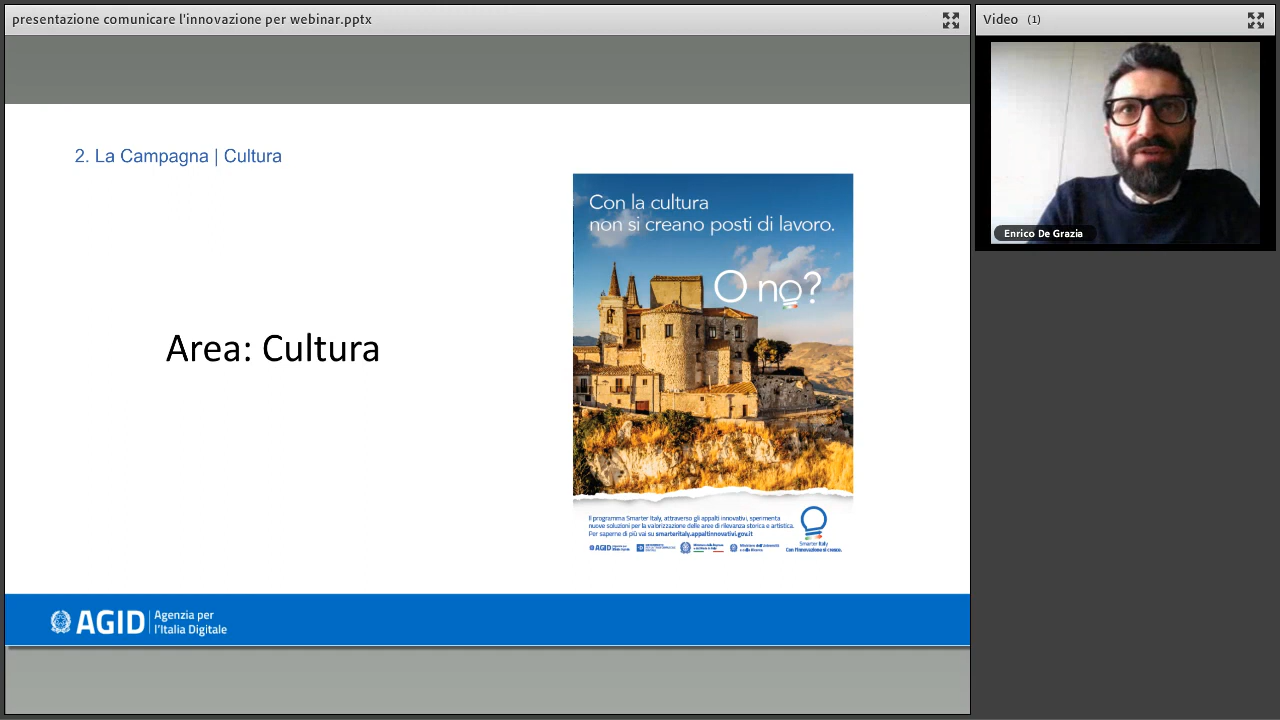 presentazione comunicare l'innovazione per webinar.pptx
Video (1)
Enrico De Grazia
2. La Campagna | Cultura
Area: Cultura
Con la cultura
non si creano posti di lavoro.
O no?
Il programma Smarter Italy, attraverso gli appalti innovativi, sperimenta
nuove soluzioni per la valorizzazione delle aree di rilevanza storica e artistica.
Per saperne di più vai su smarteritaly.appaltinnovativi.gov.it
Smarter Italy
Con l'innovazione si cresce.
AGID
AGID
Agenzia per
l'Italia Digitale